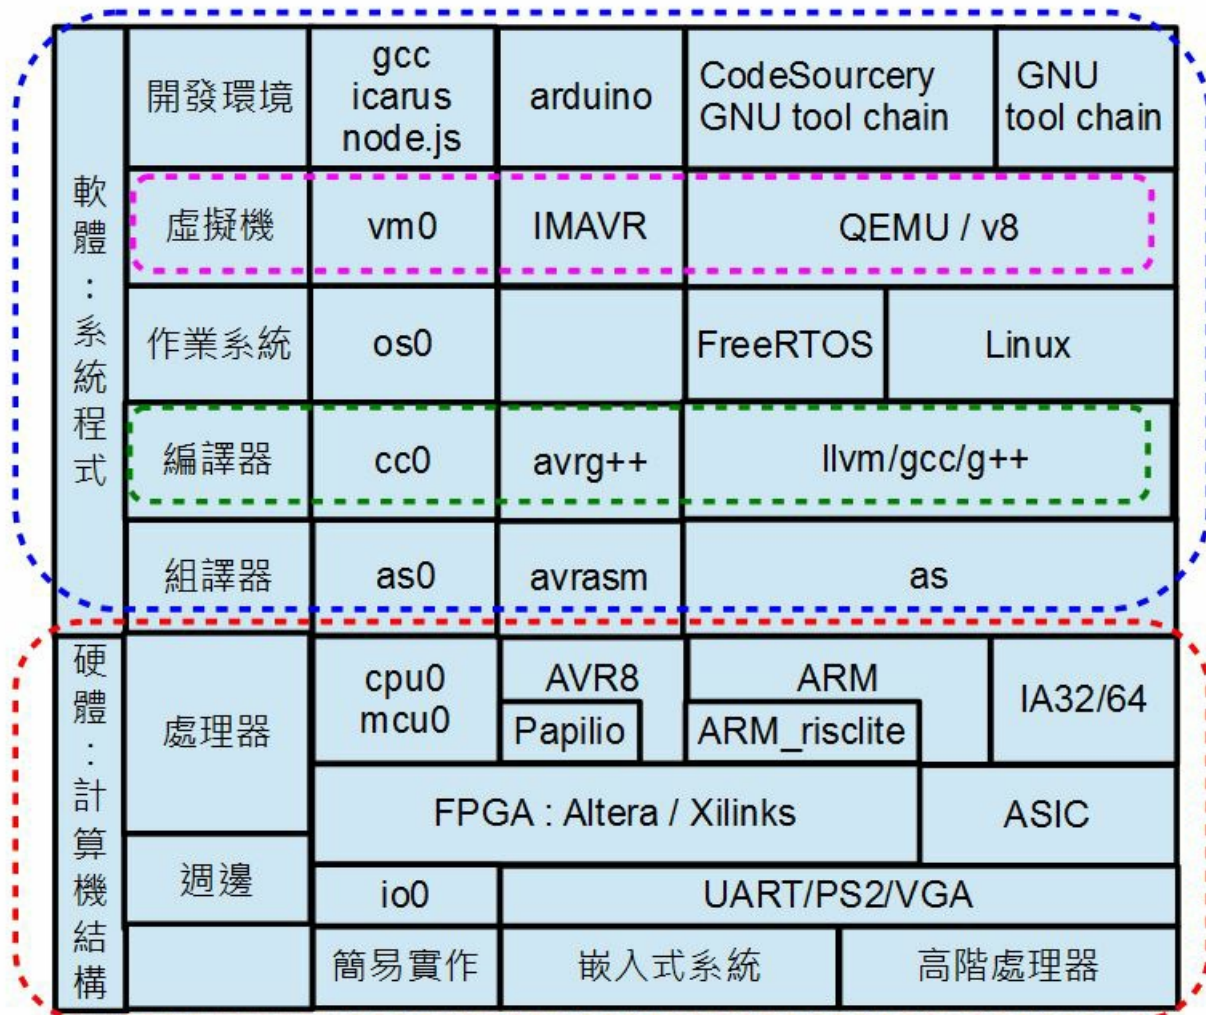 軟體：系統程式
開發環境
gcc
icarus
node.js
arduino
CodeSourcery
GNU tool chain
GNU
tool chain
虛擬機
vm0
IMAVR
QEMU / v8
作業系統
os0
FreeRTOS
Linux
編譯器
cc0
avrg++
llvm/gcc/g++
組譯器
as0
avrasm
as
硬體：計算機結構
處理器
cpu0
mcu0
AVR8
Papilio
ARM
ARM_risclite
IA32/64
FPGA : Altera / Xilinks
ASIC
週邊
io0
UART/PS2/VGA
簡易實作
嵌入式系統
高階處理器